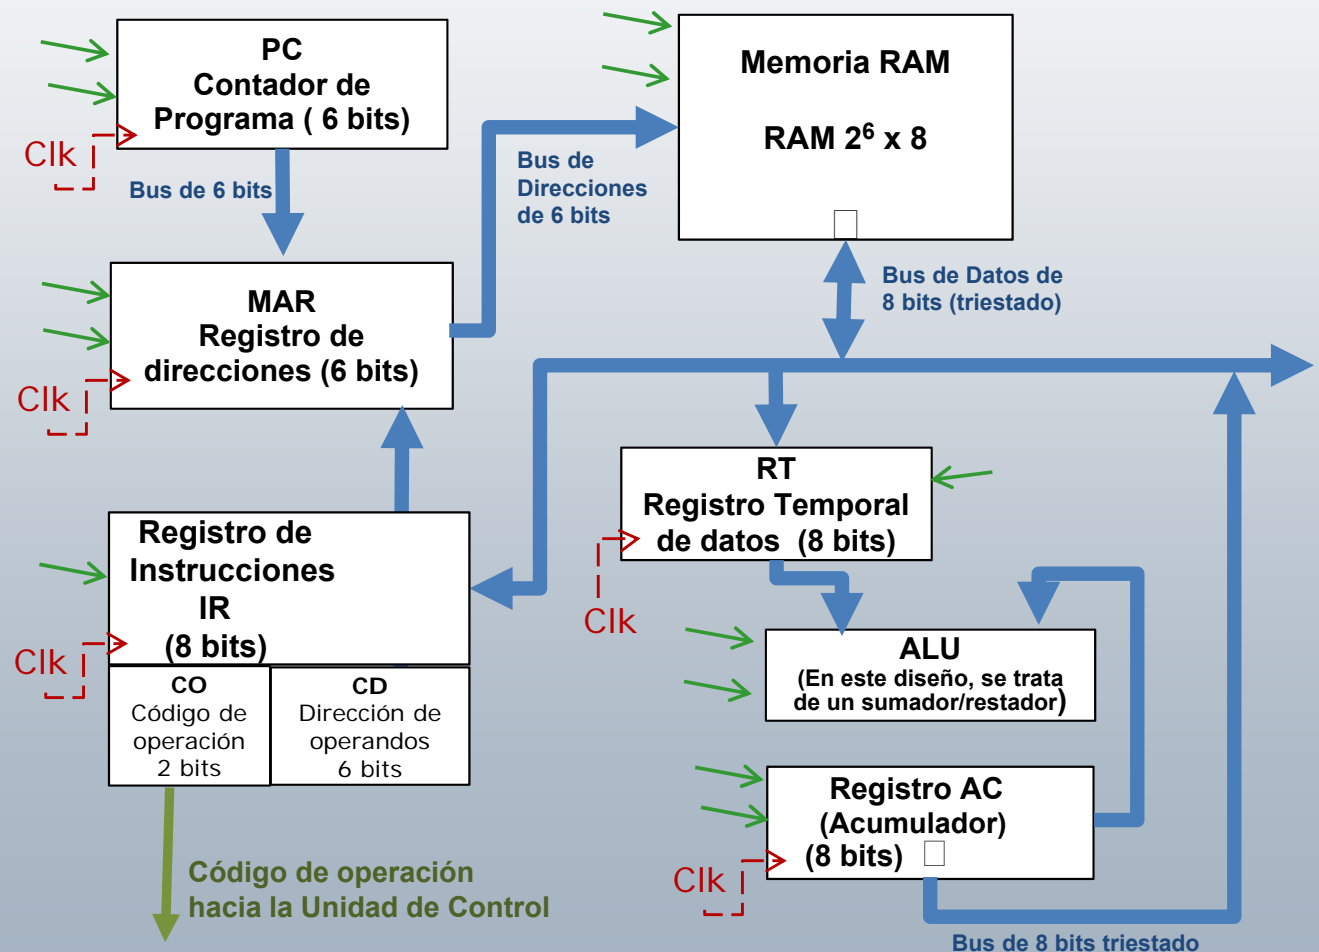 PC
Contador de
Programa ( 6 bits)
Clk
Bus de 6 bits
Memoria RAM
RAM 2⁶ x 8
Bus de
Direcciones
de 6 bits
MAR
Registro de
direcciones (6 bits)
Clk
Bus de Datos de
8 bits (triestado)
RT
Registro Temporal
de datos (8 bits)
Clk
Registro de
Instrucciones
IR
(8 bits)
Clk
CO
Código de
operación
2 bits
CD
Dirección de
operandos
6 bits
ALU
(En este diseño, se trata
de un sumador/restador)
Registro AC
(Acumulador)
(8 bits)
Clk
Código de operación
hacia la Unidad de Control
Bus de 8 bits triestado